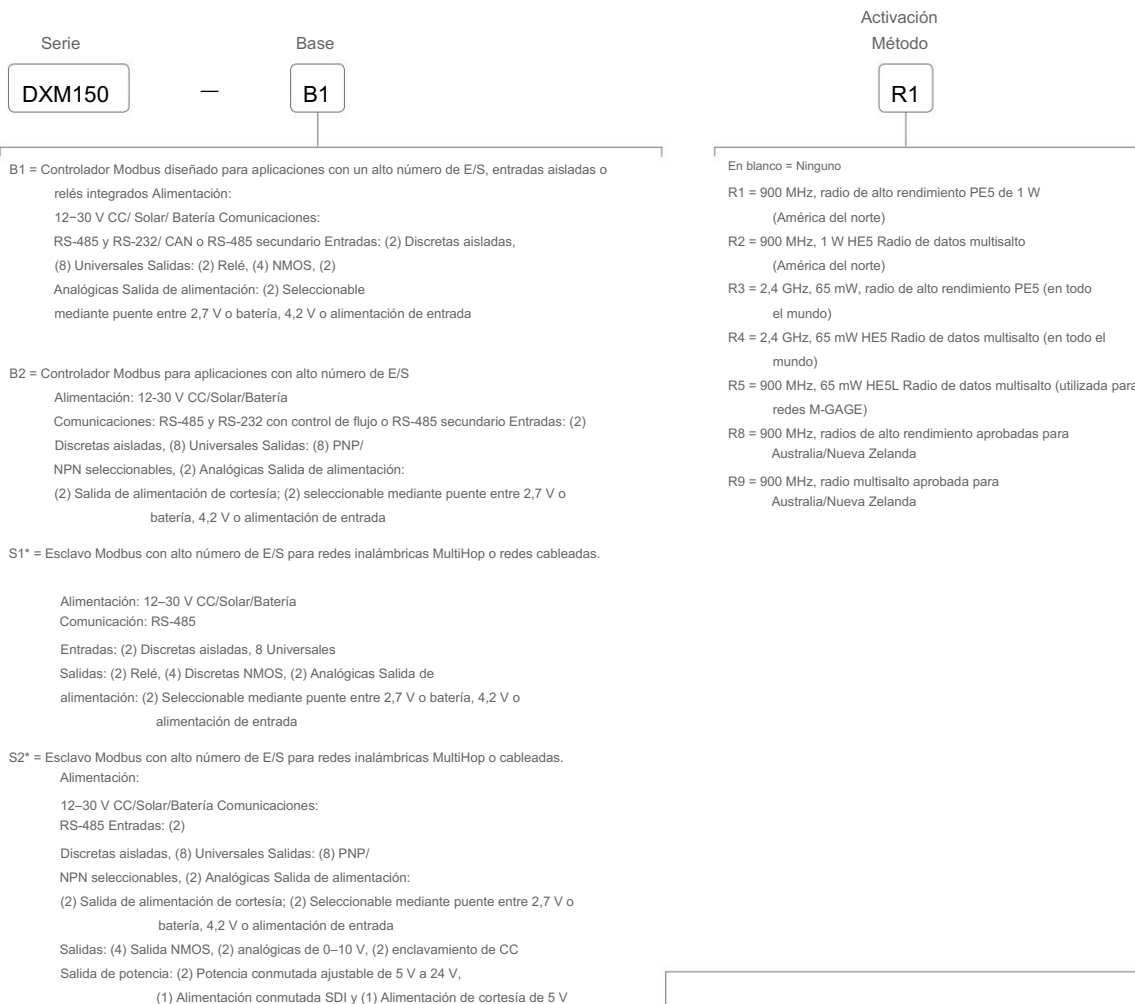 Serie
Base
Activación
Método
DXM150
—
B1
R1
B1 = Controlador Modbus diseñado para aplicaciones con un alto número de E/S, entradas aisladas o
relés integrados Alimentación:
12−30 V CC/ Solar/ Batería Comunicaciones:
RS-485 y RS-232/ CAN o RS-485 secundario Entradas: (2) Discretas aisladas,
(8) Universales Salidas: (2) Relé, (4) NMOS, (2)
Analógicas Salida de alimentación: (2) Seleccionable
mediante puente entre 2,7 V o batería, 4,2 V o alimentación de entrada
B2 = Controlador Modbus para aplicaciones con alto número de E/S
Alimentación: 12-30 V CC/Solar/Batería
Comunicaciones: RS-485 y RS-232 con control de flujo o RS-485 secundario Entradas: (2)
Discretas aisladas, (8) Universales Salidas: (8) PNP/
NPN seleccionables, (2) Analógicas Salida de alimentación:
(2) Salida de alimentación de cortesía; (2) seleccionable mediante puente entre 2,7 V o
batería, 4,2 V o alimentación de entrada
S1* = Esclavo Modbus con alto número de E/S para redes inalámbricas MultiHop o redes cableadas.
Alimentación: 12–30 V CC/Solar/Batería
Comunicación: RS-485
Entradas: (2) Discretas aisladas, 8 Universales
Salidas: (2) Relé, (4) Discretas NMOS, (2) Analógicas Salida de
alimentación: (2) Seleccionable mediante puente entre 2,7 V o batería, 4,2 V o
alimentación de entrada
S2* = Esclavo Modbus con alto número de E/S para redes inalámbricas MultiHop o cableadas.
Alimentación:
12–30 V CC/Solar/Batería Comunicaciones:
RS-485 Entradas: (2)
Discretas aisladas, (8) Universales Salidas: (8) PNP/
NPN seleccionables, (2) Analógicas Salida de alimentación:
(2) Salida de alimentación de cortesía; (2) Seleccionable mediante puente entre 2,7 V o
batería, 4,2 V o alimentación de entrada
Salidas: (4) Salida NMOS, (2) analógicas de 0–10 V, (2) enclavamiento de CC
Salida de potencia: (2) Potencia conmutada ajustable de 5 V a 24 V,
(1) Alimentación conmutada SDI y (1) Alimentación de cortesía de 5 V
En blanco = Ninguno
R1 = 900 MHz, radio de alto rendimiento PE5 de 1 W
(América del norte)
R2 = 900 MHz, 1 W HE5 Radio de datos multisalto
(América del norte)
R3 = 2,4 GHz, 65 mW, radio de alto rendimiento PE5 (en todo
el mundo)
R4 = 2,4 GHz, 65 mW HE5 Radio de datos multisalto (en todo el
mundo)
R5 = 900 MHz, 65 mW HE5L Radio de datos multisalto (utilizada para
redes M-GAGE)
R8 = 900 MHz, radios de alto rendimiento aprobadas para
Australia/Nueva Zelanda
R9 = 900 MHz, radio multisalto aprobada para
Australia/Nueva Zelanda